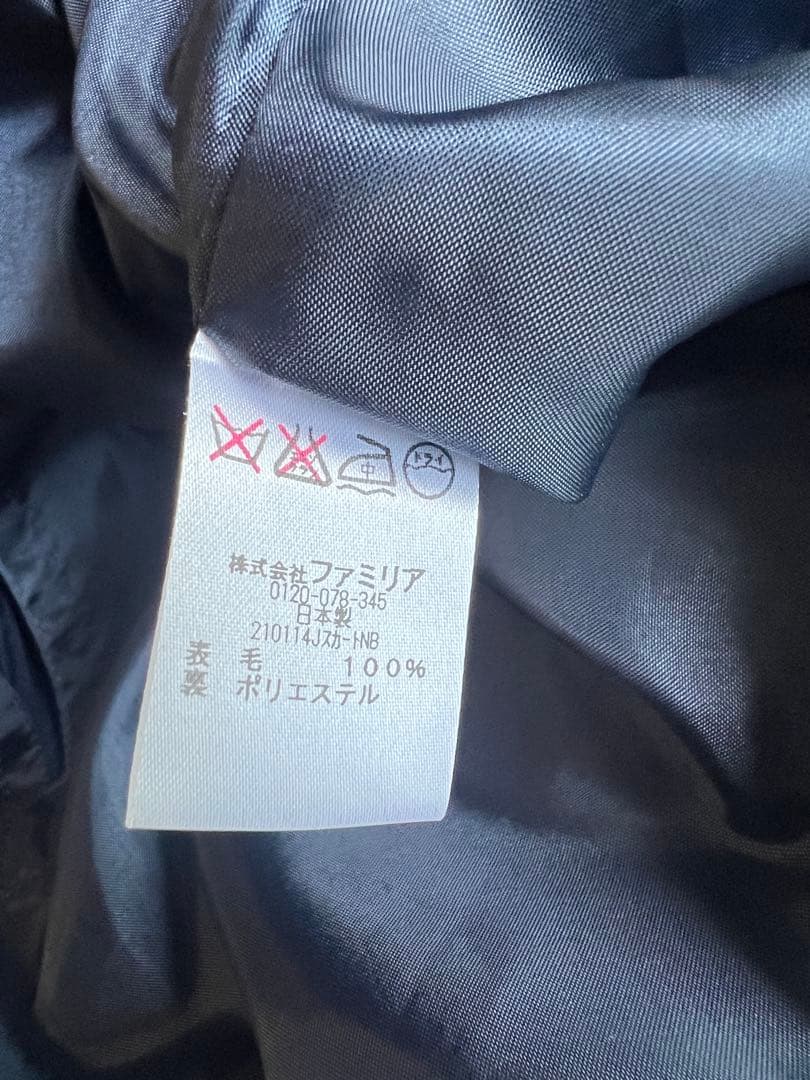 中 ドライ
株式会社ファミリア
0120-078-345
日本製
210114JスカートNB
表 毛 100%
裏 ポリエステル